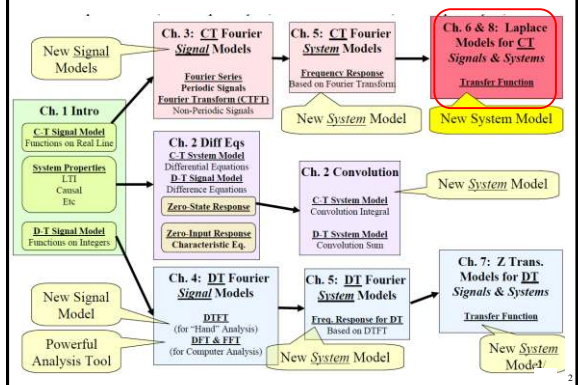 Ch. 3: CT Fourier
Signal Models
Fourier Series
Periodic Signals
Fourier Transform (CTFT)
Non-Periodic Signals
New Signal
Models
Ch. 5: CT Fourier
System Models
Frequency Response
Based on Fourier Transform
New System Model
Ch. 6 & 8: Laplace
Models for CT
Signals & Systems
Transfer Function
New System Model
Ch. 1 Intro
C-T Signal Model
Functions on Real Line
System Properties
LTI
Causal
Etc
D-T Signal Model
Functions on Integers
Ch. 2 Diff Eqs
C-T System Model
Differential Equations
D-T Signal Model
Difference Equations
Zero-State Response
Zero-Input Response
Characteristic Eq.
Ch. 2 Convolution
C-T System Model
Convolution Integral
D-T System Model
Convolution Sum
New System Model
Ch. 4: DT Fourier
Signal Models
DTFT
(for "Hand" Analysis)
DFT & FFT
(for Computer Analysis)
New Signal
Model
Powerful
Analysis Tool
Ch. 5: DT Fourier
System Models
Freq. Response for DT
Based on DTFT
New System Model
Ch. 7: Z Trans.
Models for DT
Signals & Systems
Transfer Function
New System
Model
2